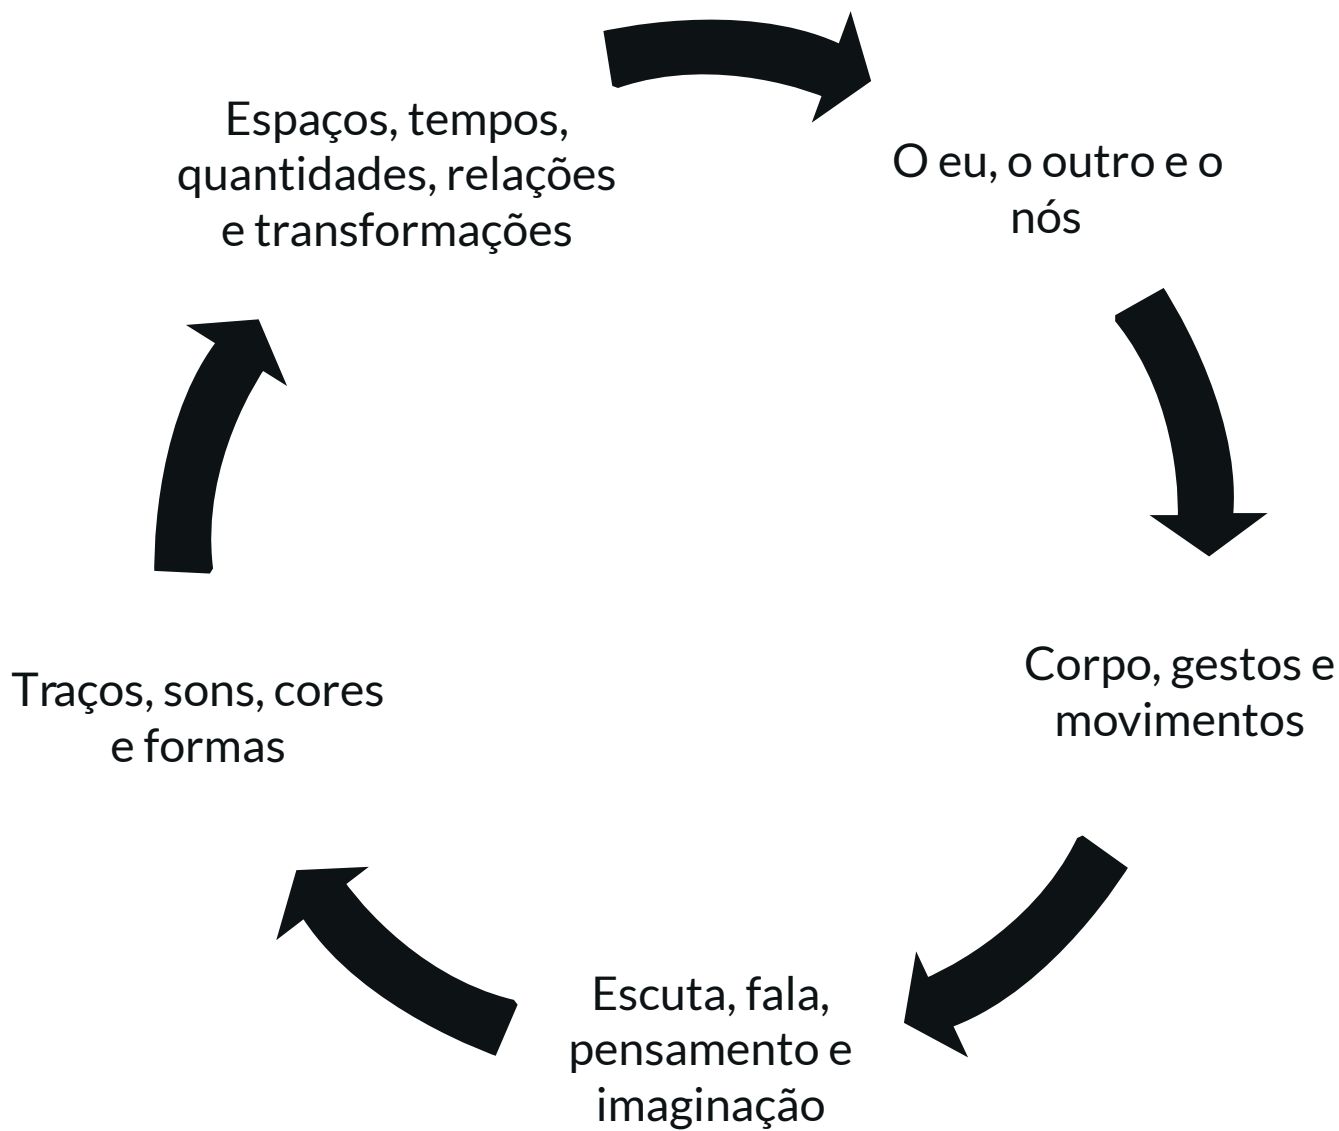 Espaços, tempos,
quantidades, relações
e transformações
O eu, o outro e o
nós
Corpo, gestos e
movimentos
Escuta, fala,
pensamento e
imaginação
Traços, sons, cores
e formas